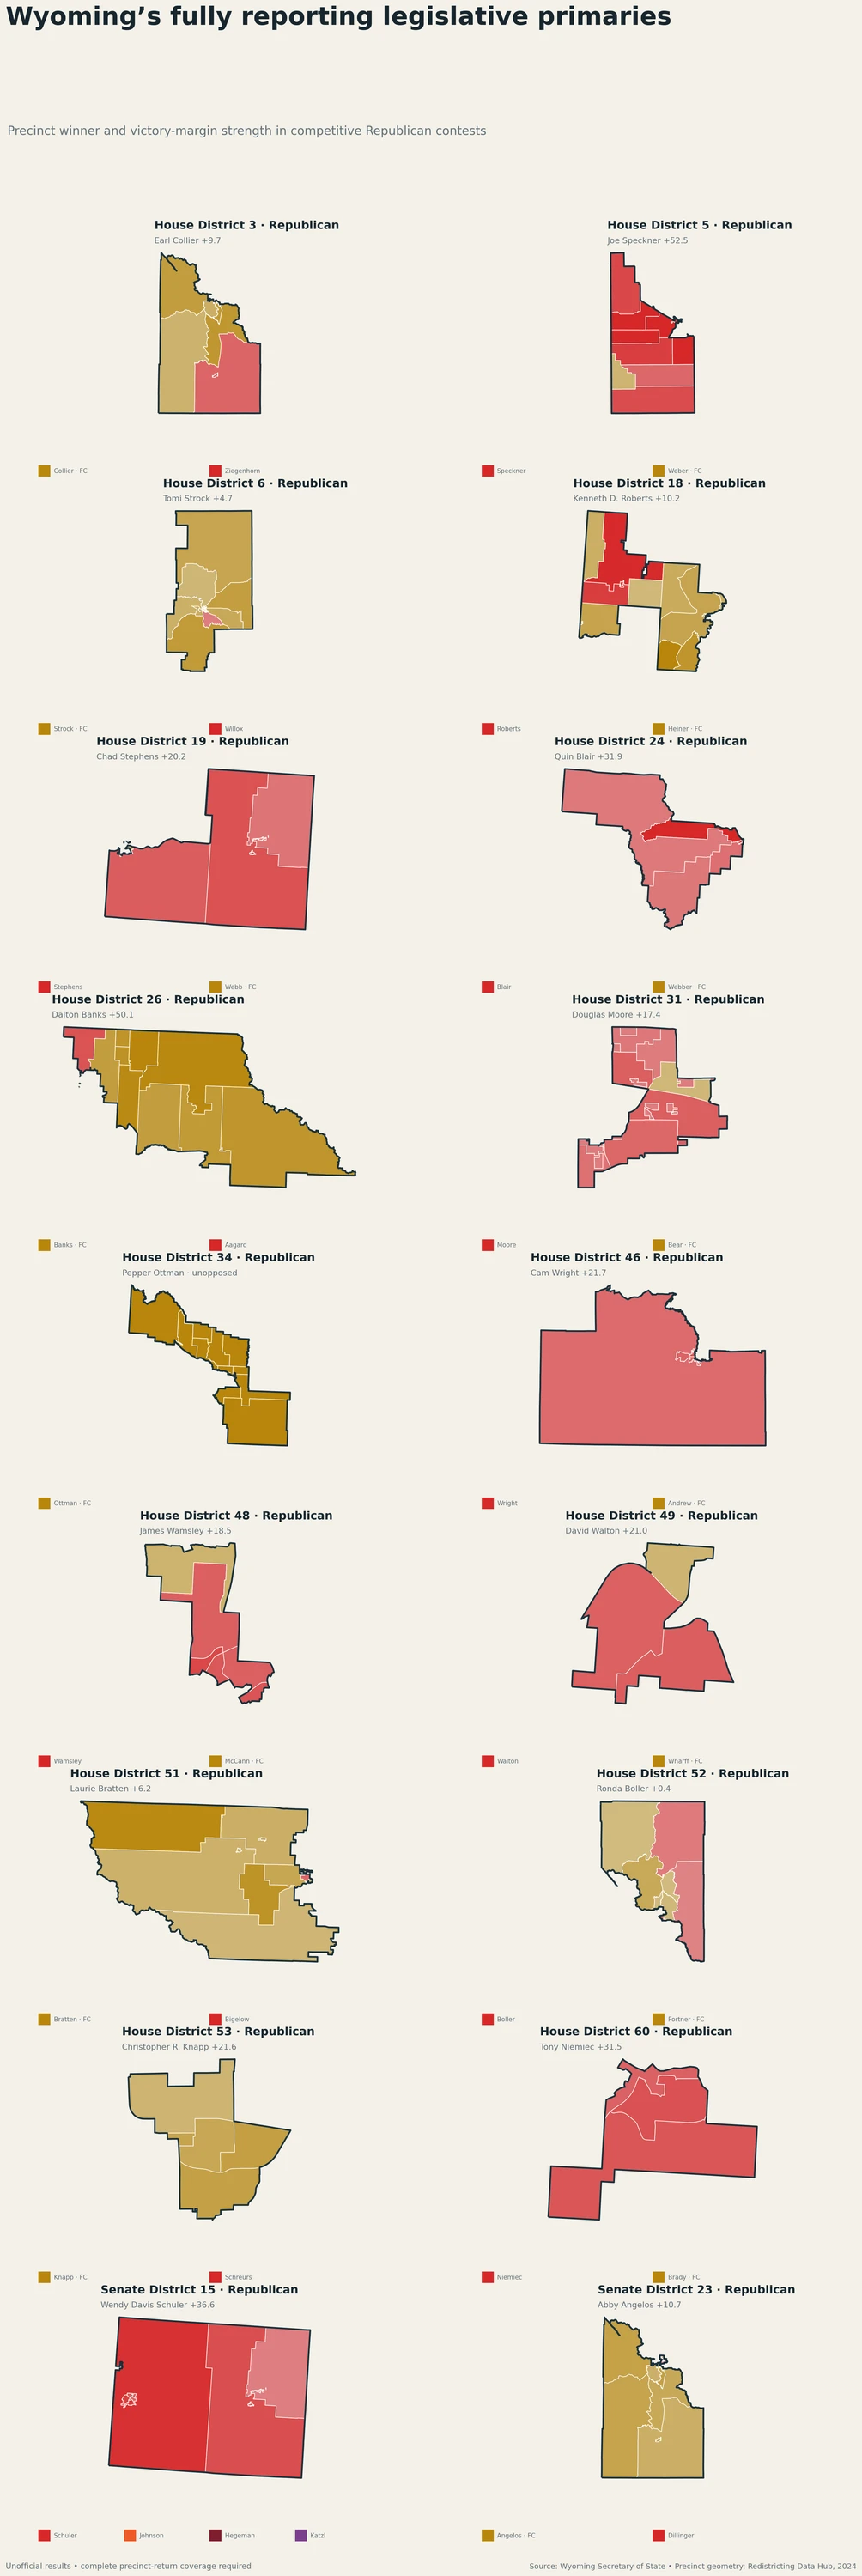 Wyoming’s fully reporting legislative primaries
Precinct winner and victory-margin strength in competitive Republican contests
House District 3 · Republican
Earl Collier +9.7
Collier · FC
Ziegenhorn
House District 5 · Republican
Joe Speckner +52.5
Speckner
Weber · FC
House District 6 · Republican
Tomi Strock +4.7
Strock · FC
Willox
House District 18 · Republican
Kenneth D. Roberts +10.2
Roberts
Heiner · FC
House District 19 · Republican
Chad Stephens +20.2
Stephens
Webb · FC
House District 24 · Republican
Quin Blair +31.9
Blair
Webber · FC
House District 26 · Republican
Dalton Banks +50.1
Banks · FC
Aagard
House District 31 · Republican
Douglas Moore +17.4
Moore
Bear · FC
House District 34 · Republican
Pepper Ottman · unopposed
Ottman · FC
House District 46 · Republican
Cam Wright +21.7
Wright
Andrew · FC
House District 48 · Republican
James Wamsley +18.5
Wamsley
McCann · FC
House District 49 · Republican
David Walton +21.0
Walton
Wharff · FC
House District 51 · Republican
Laurie Bratten +6.2
Bratten · FC
Bigelow
House District 52 · Republican
Ronda Boller +0.4
Boller
Fortner · FC
House District 53 · Republican
Christopher R. Knapp +21.6
Knapp · FC
Schreurs
House District 60 · Republican
Tony Niemiec +31.5
Niemiec
Brady · FC
Senate District 15 · Republican
Wendy Davis Schuler +36.6
Schuler
Johnson
Hegeman
Katzl
Senate District 23 · Republican
Abby Angelos +10.7
Angelos · FC
Dillinger
Unofficial results • complete precinct-return coverage required
Source: Wyoming Secretary of State • Precinct geometry: Redistricting Data Hub, 2024